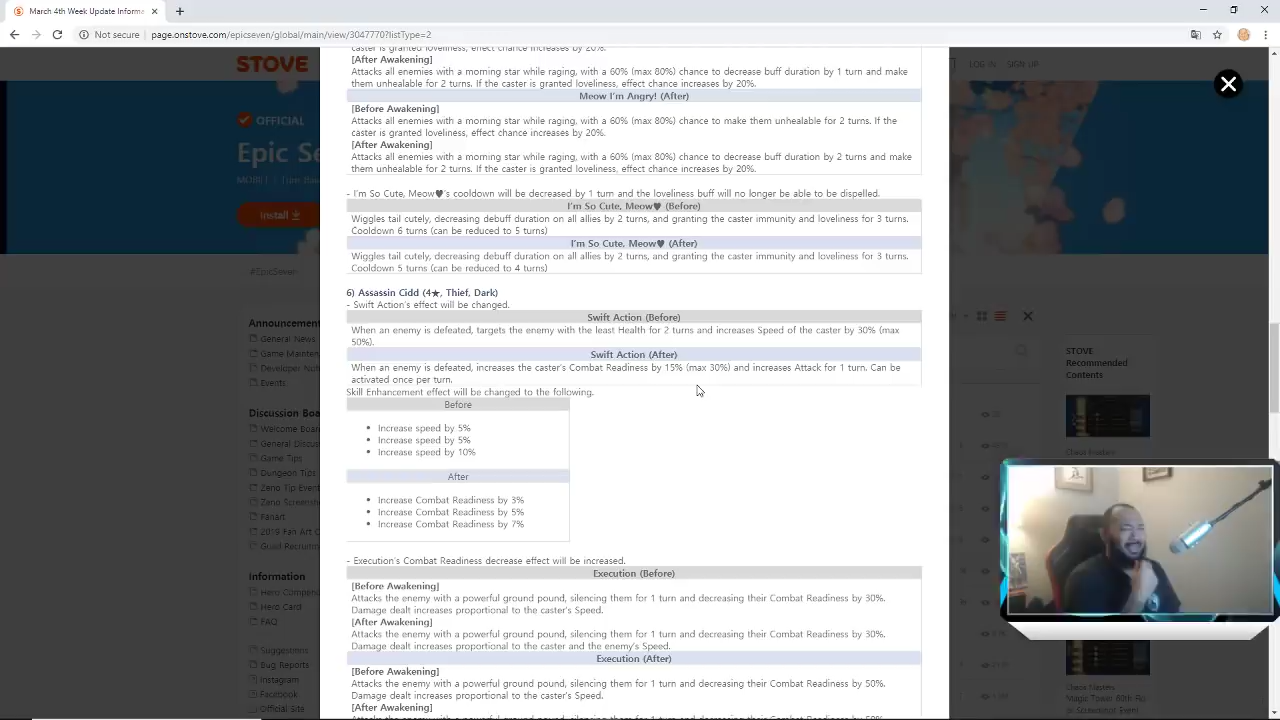 March 4th Week Update Informa
Not secure
page.onstove.com/epicseven/global/main/view/3047770?listType=2
STOVE
LOG IN
SIGN UP
OFFICIAL
Epic Se
Install
#EpicSeven
Announcement
General News
Game Mainten
Developer Note
Events
Discussion Board
Welcome Board
General Discus
Game Tips
Dungeon Tips
Zeno Tip Event
Zeno Screensho
Fanart
2019 Fan Art C
Guild Recruitm
Information
Hero Compend
Hero Card
FAQ
Suggestions
Bug Reports
Instagram
Facebook
Official Site
caster is granted loveliness, effect chance increases by 20%.
[After Awakening]
Attacks all enemies with a morning star while raging, with a 60% (max 80%) chance to decrease buff duration by 1 turn and make
them unhealable for 2 turns. If the caster is granted loveliness, effect chance increases by 20%.
Meow I'm Angry! (After)
[Before Awakening]
Attacks all enemies with a morning star while raging, with a 60% (max 80%) chance to make them unhealable for 2 turns. If the
caster is granted loveliness, effect chance increases by 20%.
[After Awakening]
Attacks all enemies with a morning star while raging, with a 60% (max 80%) chance to decrease buff duration by 2 turns and make
them unhealable for 2 turns. If the caster is granted loveliness, effect chance increases by 20%.
- I'm So Cute, Meow♥'s cooldown will be decreased by 1 turn and the loveliness buff will no longer be able to be dispelled.
I'm So Cute, Meow♥ (Before)
Wiggles tail cutely, decreasing debuff duration on all allies by 2 turns, and granting the caster immunity and loveliness for 3 turns.
Cooldown 6 turns (can be reduced to 5 turns)
I'm So Cute, Meow♥ (After)
Wiggles tail cutely, decreasing debuff duration on all allies by 2 turns, and granting the caster immunity and loveliness for 3 turns.
Cooldown 5 turns (can be reduced to 4 turns)
6) Assassin Cidd (4★, Thief, Dark)
- Swift Action's effect will be changed.
Swift Action (Before)
When an enemy is defeated, targets the enemy with the least Health for 2 turns and increases Speed of the caster by 30% (max
50%).
Swift Action (After)
When an enemy is defeated, increases the caster's Combat Readiness by 15% (max 30%) and increases Attack for 1 turn. Can be
activated once per turn.
Skill Enhancement effect will be changed to the following.
Before
• Increase speed by 5%
• Increase speed by 5%
• Increase speed by 10%
After
• Increase Combat Readiness by 3%
• Increase Combat Readiness by 5%
• Increase Combat Readiness by 7%
- Execution's Combat Readiness decrease effect will be increased.
Execution (Before)
[Before Awakening]
Attacks the enemy with a powerful ground pound, silencing them for 1 turn and decreasing their Combat Readiness by 30%.
Damage dealt increases proportional to the caster's Speed.
[After Awakening]
Attacks the enemy with a powerful ground pound, silencing them for 1 turn and decreasing their Combat Readiness by 30%.
Damage dealt increases proportional to the caster and the enemy's Speed.
Execution (After)
[Before Awakening]
Attacks the enemy with a powerful ground pound, silencing them for 1 turn and decreasing their Combat Readiness by 50%.
Damage dealt increases proportional to the caster's Speed.
[After Awakening]
STOVE
Recommended
Contents